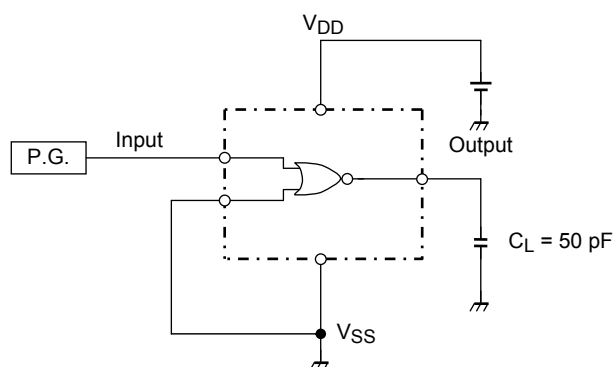 VDD
Input
Output
P.G.
CL = 50 pF
VSS